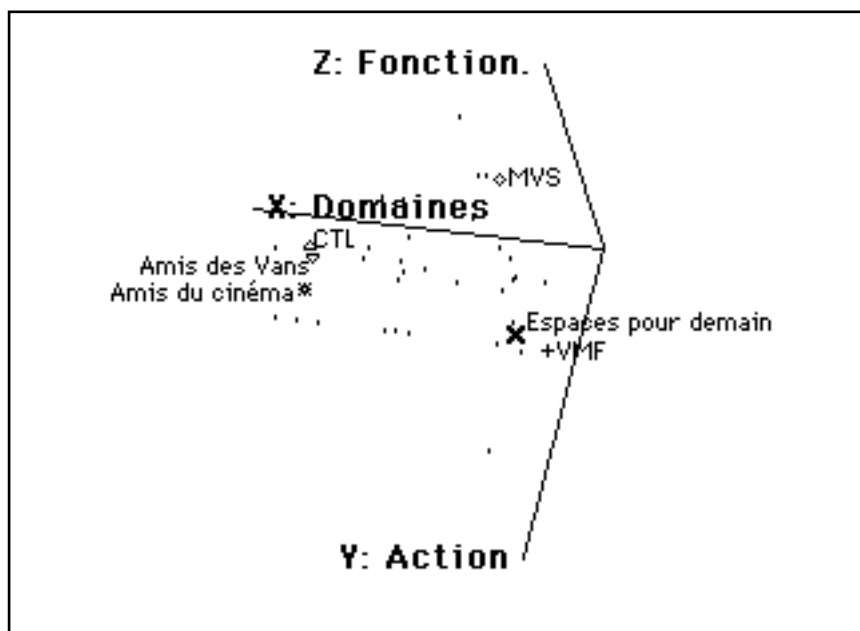 Z: Fonction.
MVS
X: Domaines
CTL
Amis des Vans
Amis du cinéma
Espaces pour demain
+VMF
Y: Action